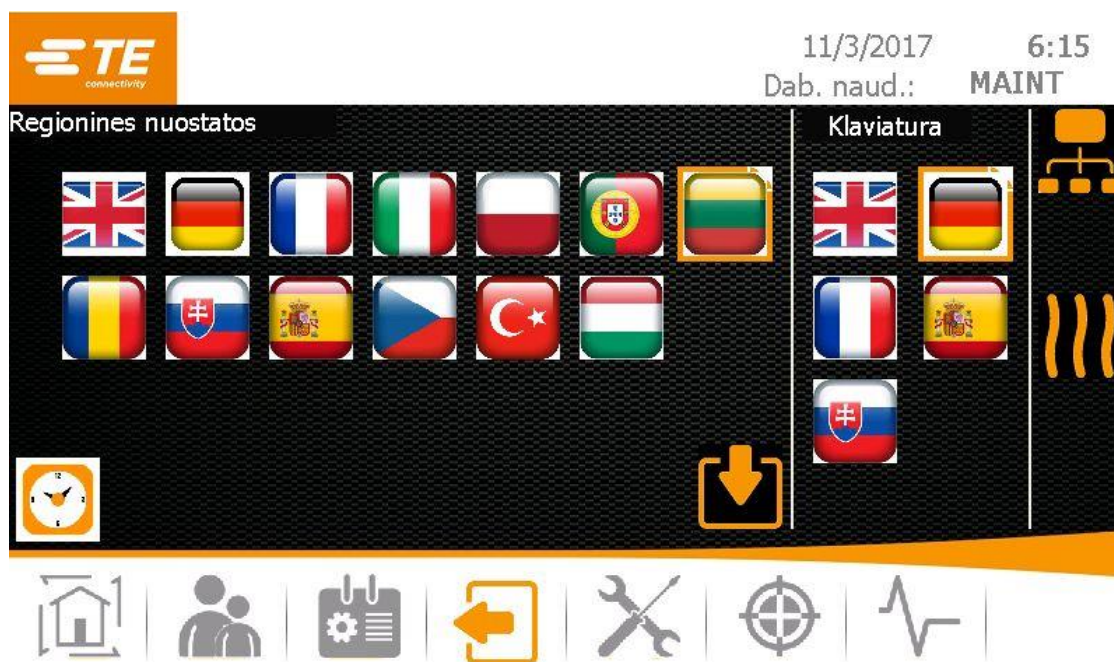 TE
connectivity
11/3/2017 6:15
Dab. naud.: MAINT
Regionines nuostatos
Klaviatura